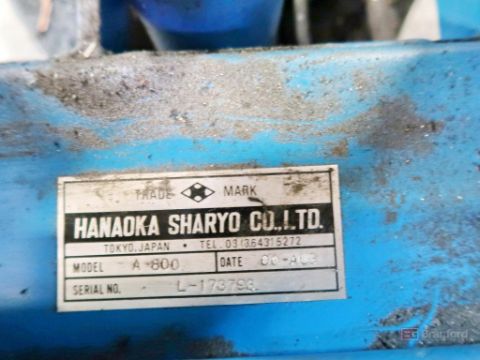 TRADE MARK
HANAOKA SHARYO CO.,LTD.
TOKYO,JAPAN • TEL.03(3643)5272
MODEL A-800 DATE
SERIAL NO. L-173793